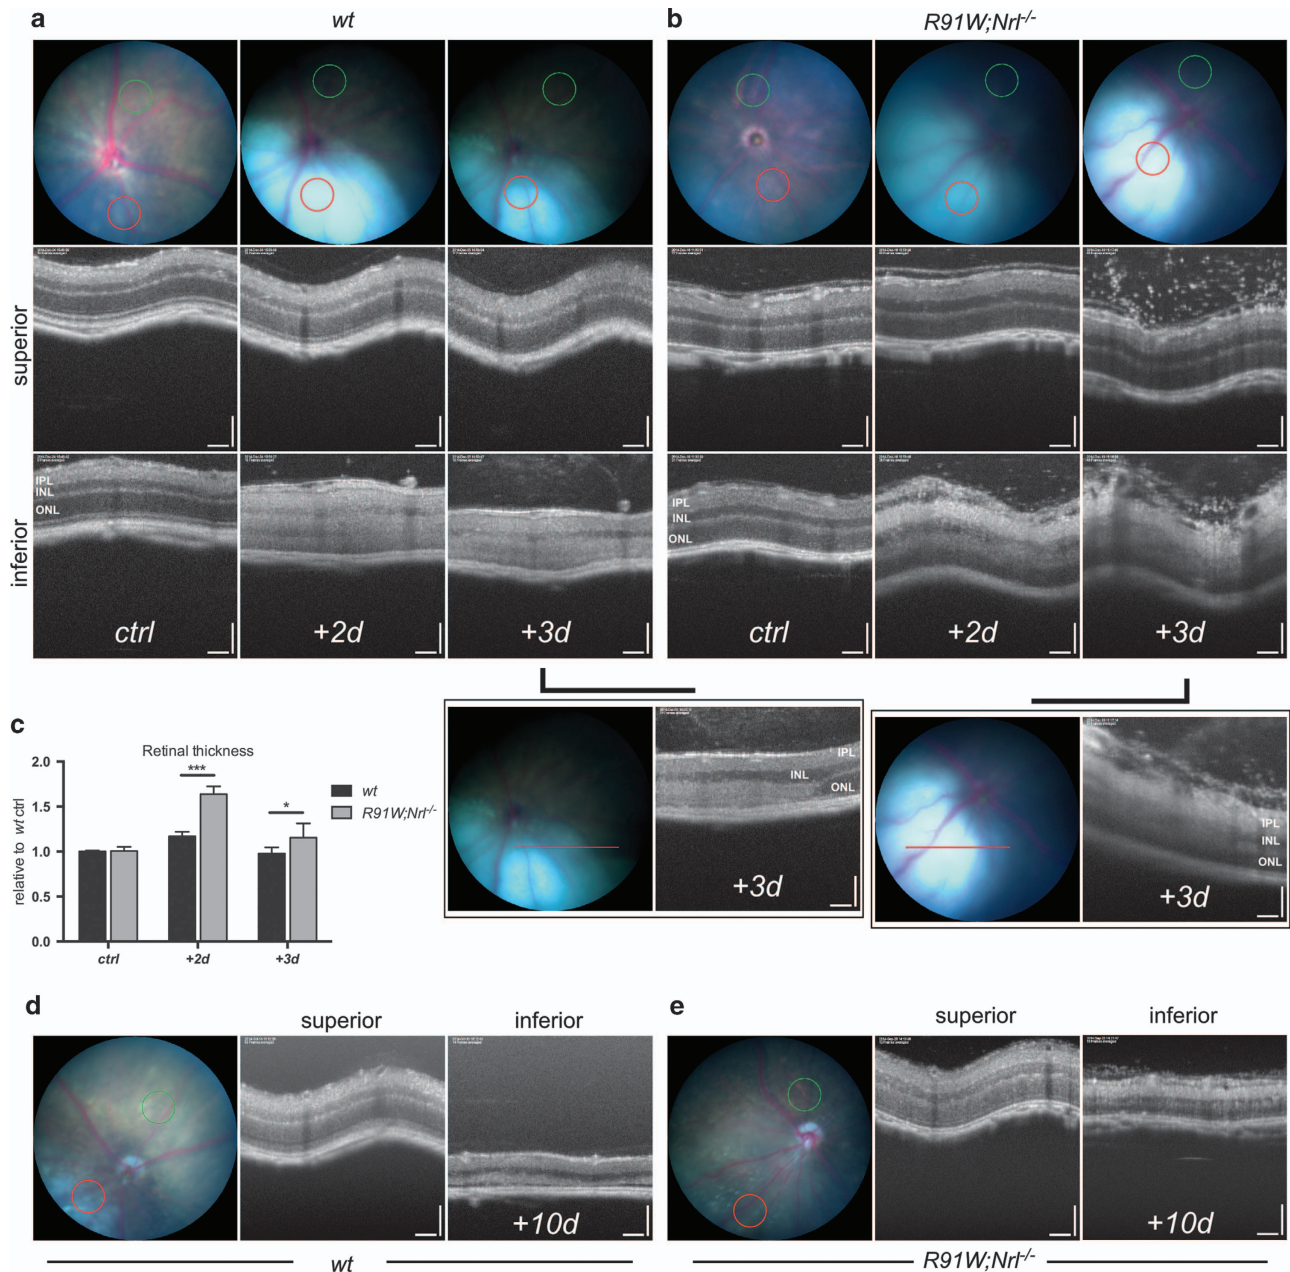 a
wt
b
R91W;Nrl-/-
superior
inferior
IPL
INL
ONL
ctrl
+2d
+3d
IPL
INL
ONL
ctrl
+2d
+3d
c
Retinal thickness
relative to wt ctrl
2.0
1.5
1.0
0.5
0.0
***
*
wt
R91W;Nrl-/-
ctrl
+2d
+3d
IPL
INL
ONL
+3d
IPL
INL
ONL
+3d
d
superior
inferior
+10d
wt
e
superior
inferior
+10d
R91W;Nrl-/-